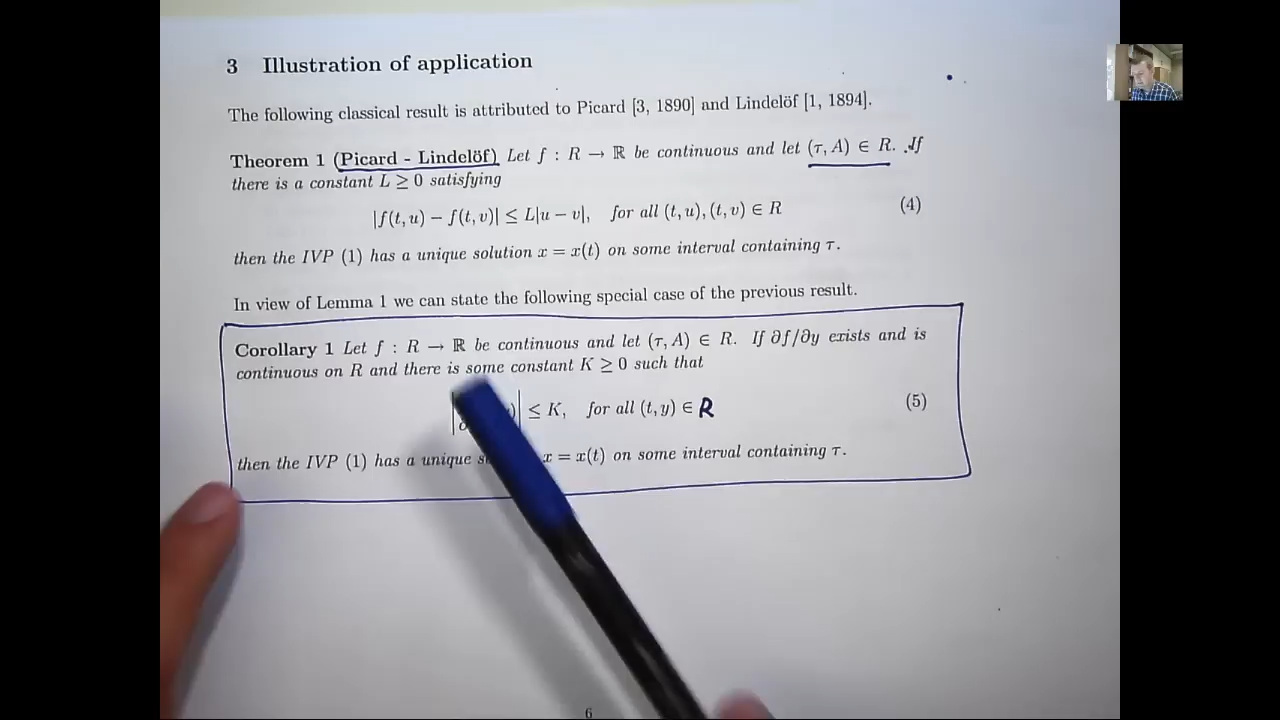 3 Illustration of application
The following classical result is attributed to Picard [3, 1890] and Lindelöf [1, 1894].
Theorem 1 (Picard - Lindelöf) Let f : R → ℝ be continuous and let (τ, A) ∈ R. If
there is a constant L ≥ 0 satisfying
|f(t, u) − f(t, v)| ≤ L|u − v|, for all (t, u), (t, v) ∈ R (4)
then the IVP (1) has a unique solution x = x(t) on some interval containing τ.
In view of Lemma 1 we can state the following special case of the previous result.
Corollary 1 Let f : R → ℝ be continuous and let (τ, A) ∈ R. If ∂f/∂y exists and is
continuous on R and there is some constant K ≥ 0 such that
| ≤ K, for all (t, y) ∈ R (5)
then the IVP (1) has a unique x = x(t) on some interval containing τ.
6